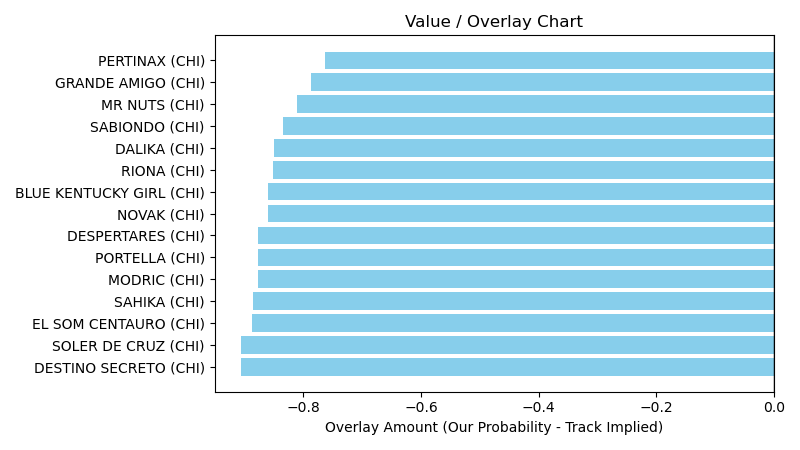 Value / Overlay Chart
PERTINAX (CHI)
GRANDE AMIGO (CHI)
MR NUTS (CHI)
SABIONDO (CHI)
DALIKA (CHI)
RIONA (CHI)
BLUE KENTUCKY GIRL (CHI)
NOVAK (CHI)
DESPERTARES (CHI)
PORTELLA (CHI)
MODRIC (CHI)
SAHIKA (CHI)
EL SOM CENTAURO (CHI)
SOLER DE CRUZ (CHI)
DESTINO SECRETO (CHI)
−0.8 −0.6 −0.4 −0.2 0.0
Overlay Amount (Our Probability - Track Implied)